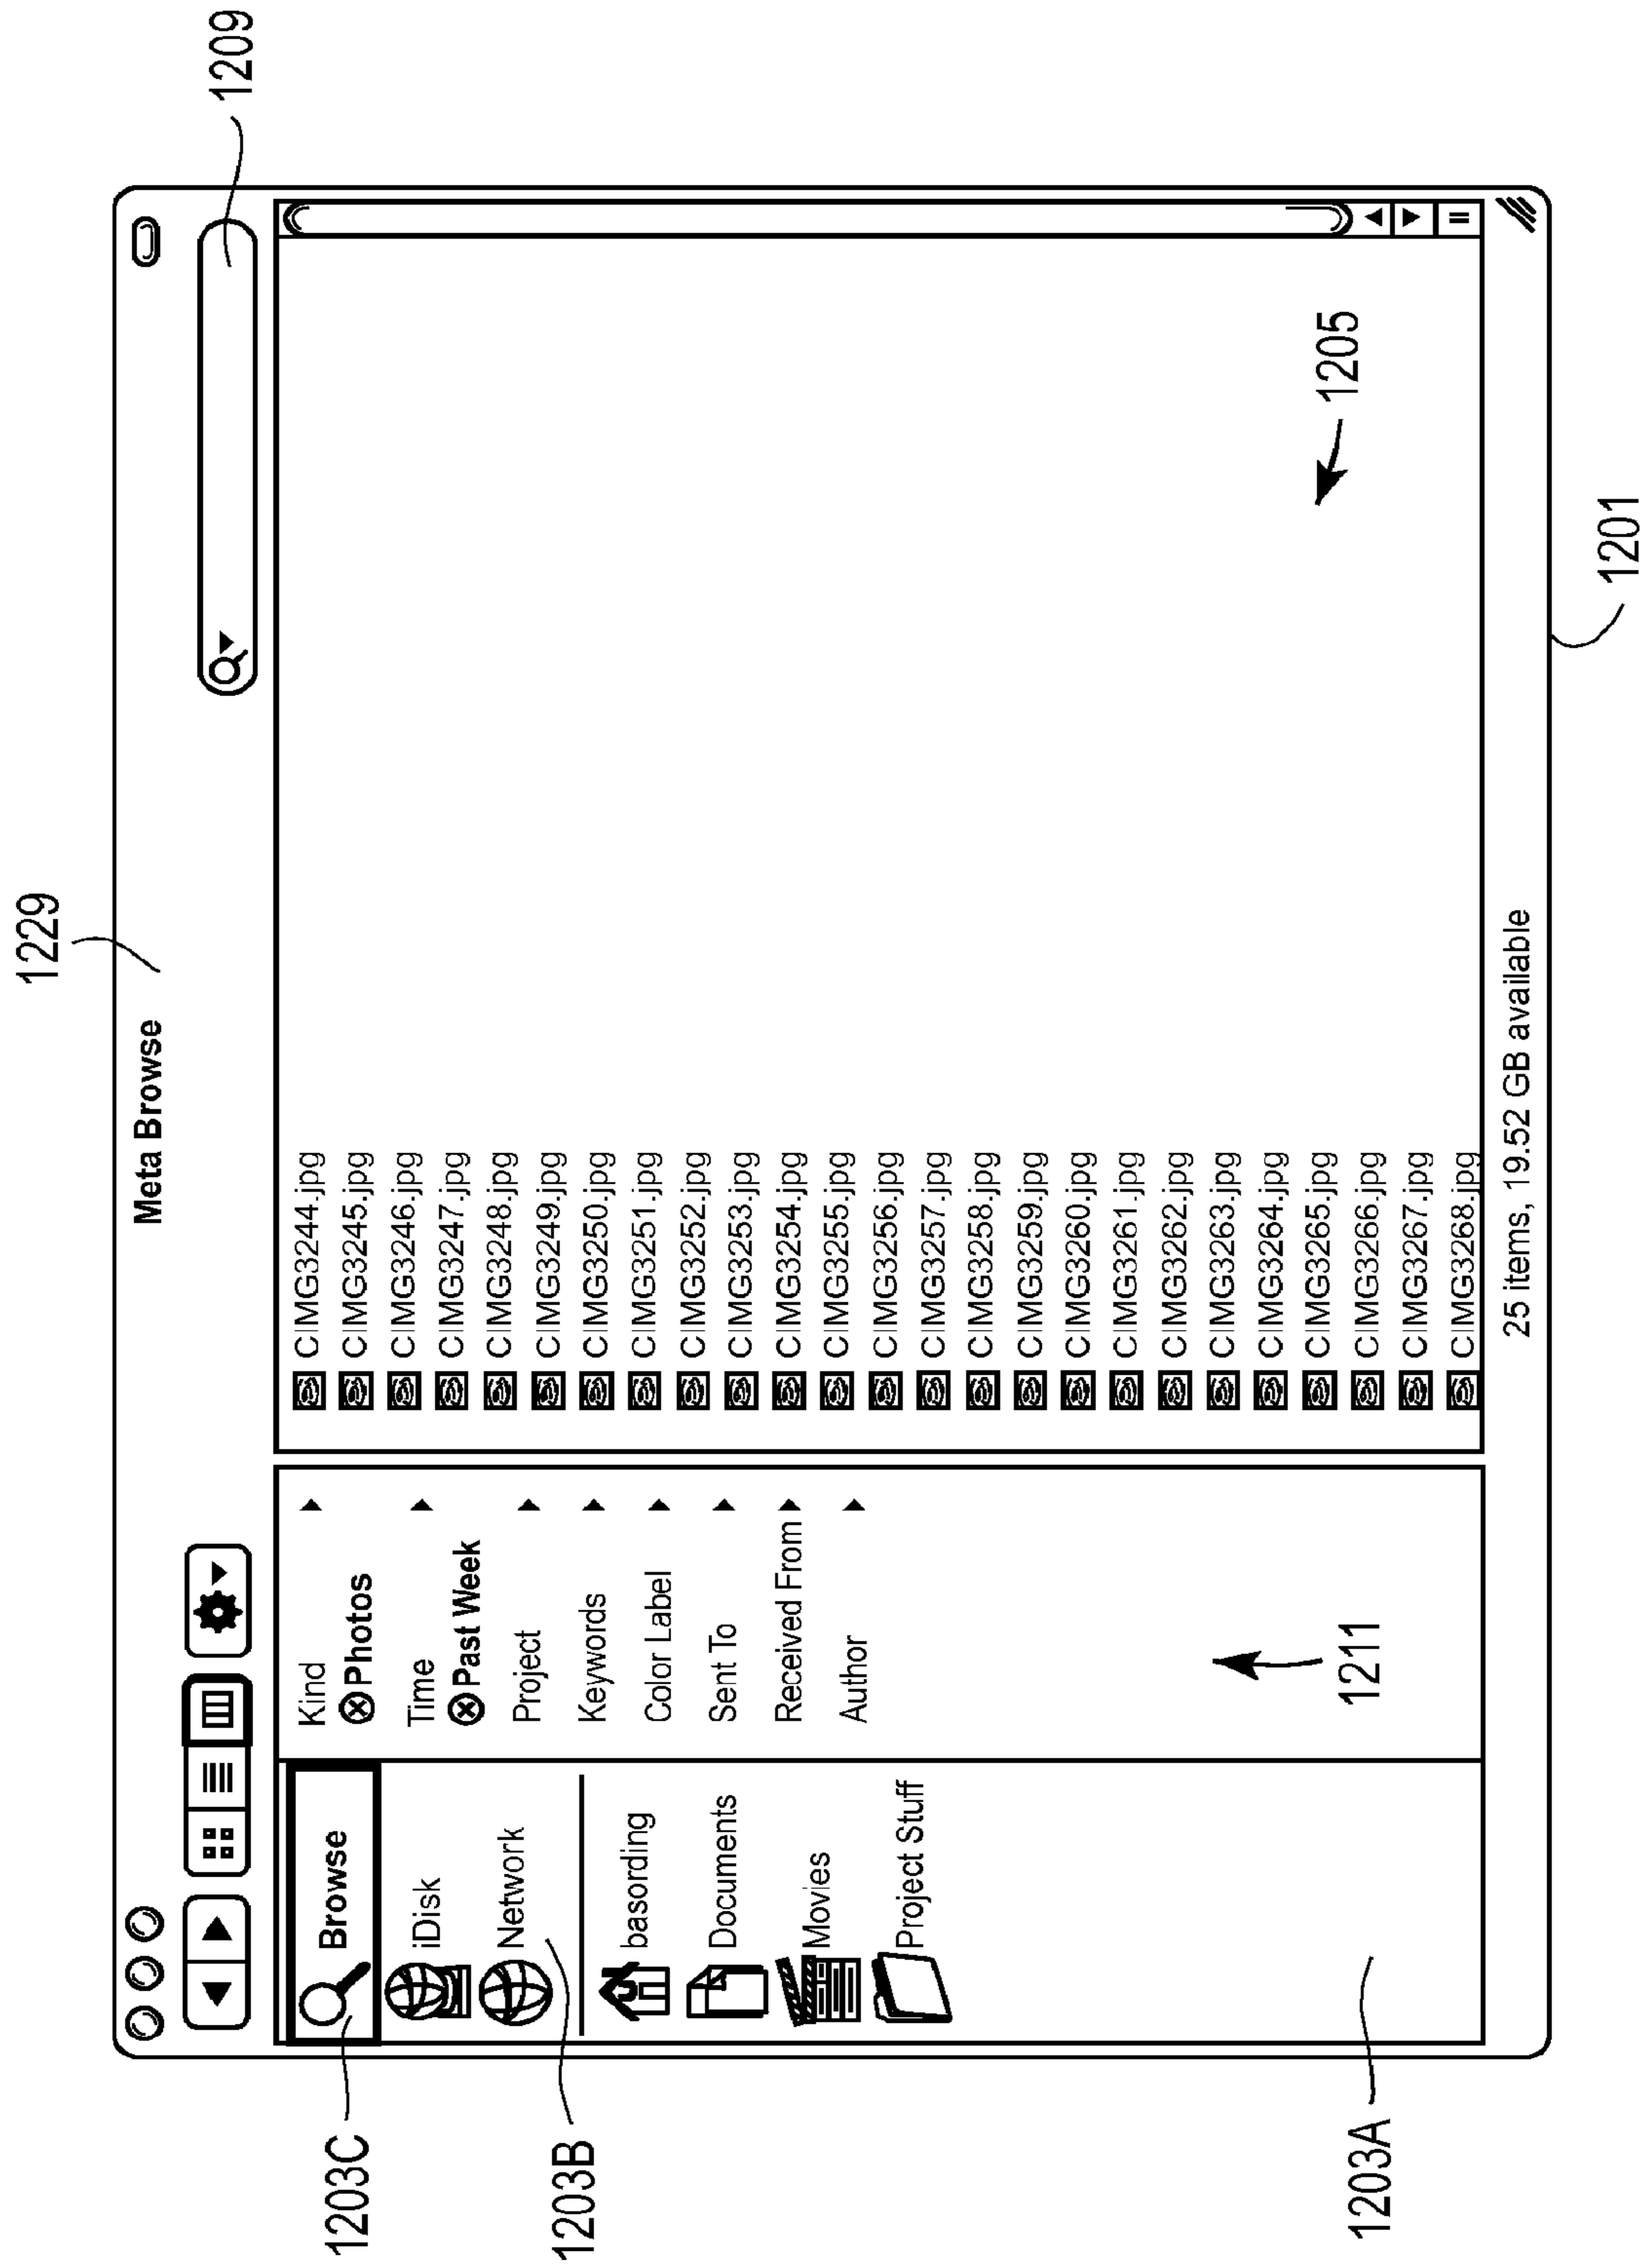 1229
1209
Meta Browse
1203C
Browse
iDisk
Network
1203B
basording
Documents
Movies
Project Stuff
1203A
Kind
Photos
Time
Past Week
Project
Keywords
Color Label
Sent To
Received From
Author
1211
CIMG3244.jpg
CIMG3245.jpg
CIMG3246.jpg
CIMG3247.jpg
CIMG3248.jpg
CIMG3249.jpg
CIMG3250.jpg
CIMG3251.jpg
CIMG3252.jpg
CIMG3253.jpg
CIMG3254.jpg
CIMG3255.jpg
CIMG3256.jpg
CIMG3257.jpg
CIMG3258.jpg
CIMG3259.jpg
CIMG3260.jpg
CIMG3261.jpg
CIMG3262.jpg
CIMG3263.jpg
CIMG3264.jpg
CIMG3265.jpg
CIMG3266.jpg
CIMG3267.jpg
CIMG3268.jpg
1205
25 items, 19.52 GB available
1201